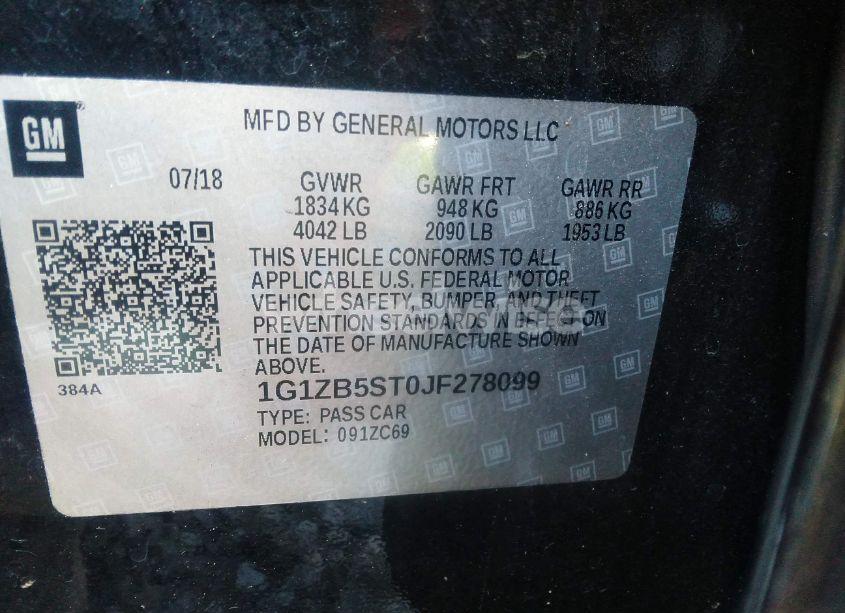 GM
MFD BY GENERAL MOTORS LLC
07/18 GVWR GAWR FRT GAWR RR
1834 KG 948 KG 886 KG
4042 LB 2090 LB 1953 LB
THIS VEHICLE CONFORMS TO ALL
APPLICABLE U.S. FEDERAL MOTOR
VEHICLE SAFETY, BUMPER, AND THEFT
PREVENTION STANDARDS IN EFFECT ON
THE DATE OF MANUFACTURE SHOWN
ABOVE.
384A
1G1ZB5ST0JF278099
TYPE: PASS CAR
MODEL: 091ZC69